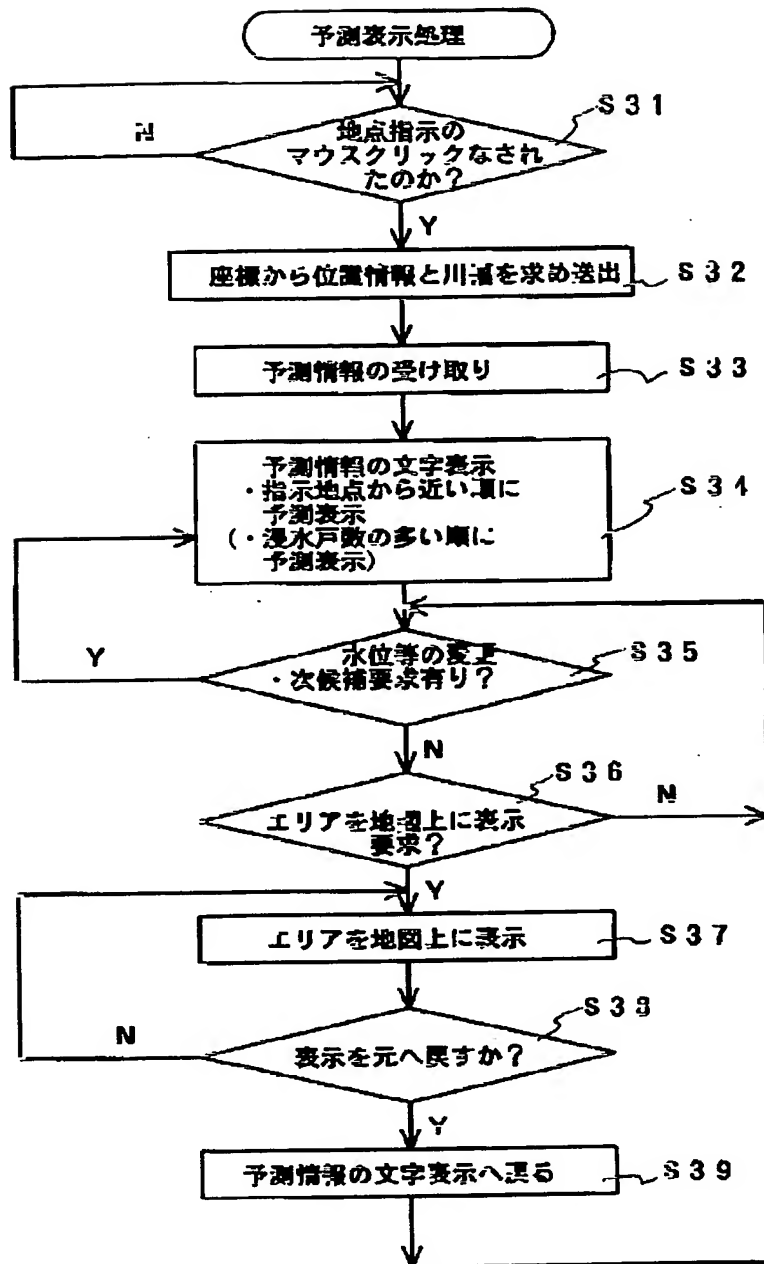 予測表示処理
S31
地点指示の
マウスクリックなされ
たのか?
Y
座標から位置情報と川幅を求め送出
S32
予測情報の受け取り
S33
予測情報の文字表示
・指示地点から近い順に
予測表示
(・浸水戸数の多い順に
予測表示)
S34
水位等の変更
・次候補要求有り?
S35
Y
N
S36
エリアを地図上に表示
要求?
N
Y
エリアを地図上に表示
S37
S38
表示を元へ戻すか?
N
Y
予測情報の文字表示へ戻る
S39